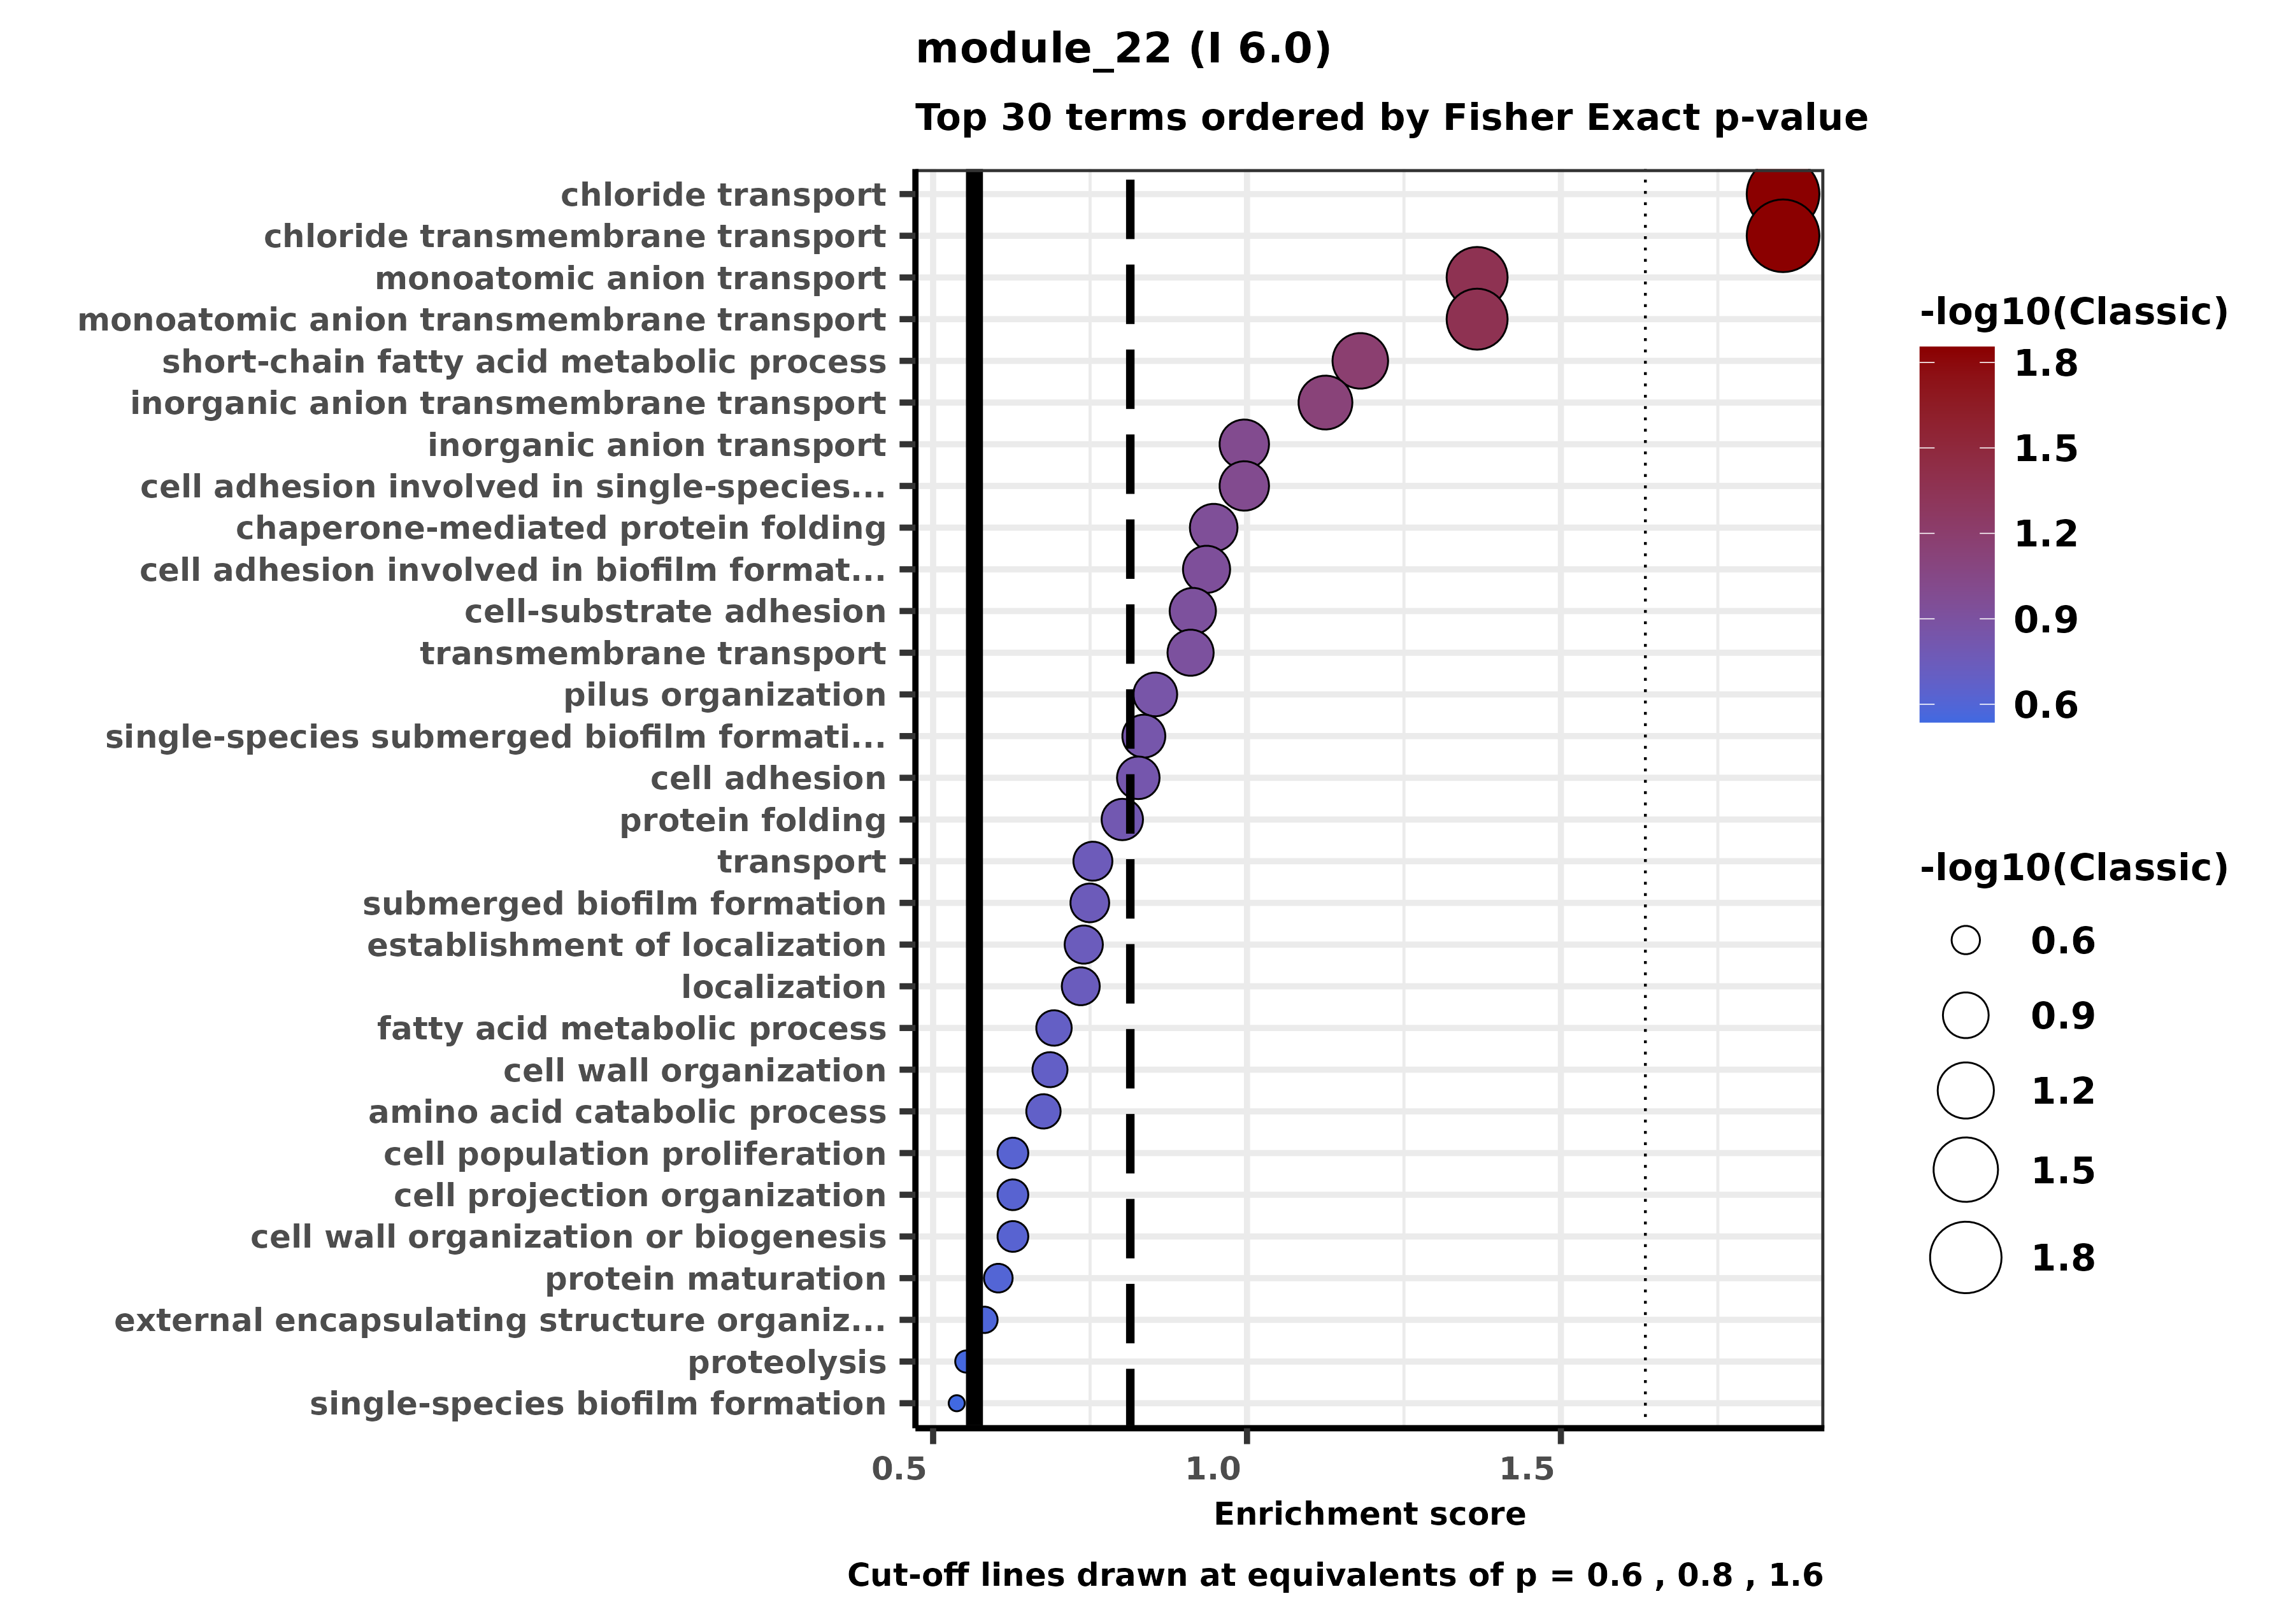 module_22 (I 6.0)
Top 30 terms ordered by Fisher Exact p-value
chloride transport
chloride transmembrane transport
monoatomic anion transport
monoatomic anion transmembrane transport
short-chain fatty acid metabolic process
inorganic anion transmembrane transport
inorganic anion transport
cell adhesion involved in single-species...
chaperone-mediated protein folding
cell adhesion involved in biofilm format...
cell-substrate adhesion
transmembrane transport
pilus organization
single-species submerged biofilm formati...
cell adhesion
protein folding
transport
submerged biofilm formation
establishment of localization
localization
fatty acid metabolic process
cell wall organization
amino acid catabolic process
cell population proliferation
cell projection organization
cell wall organization or biogenesis
protein maturation
external encapsulating structure organiz...
proteolysis
single-species biofilm formation
0.5 1.0 1.5
Enrichment score
Cut-off lines drawn at equivalents of p = 0.6 , 0.8 , 1.6
-log10(Classic)
1.8
1.5
1.2
0.9
0.6
-log10(Classic)
0.6
0.9
1.2
1.5
1.8